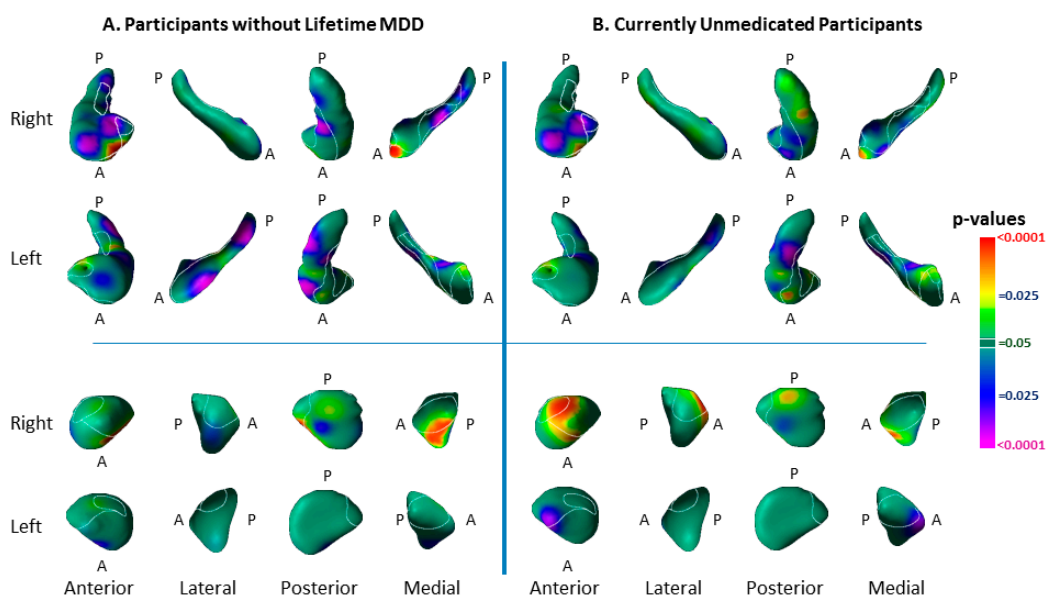 A. Participants without Lifetime MDD
B. Currently Unmedicated Participants
P P P P P P P
Right
A A A A A A A
P P P P P P P P
Left
A A A A A A A A
p-values
<0.0001
=0.025
=0.05
=0.025
<0.0001
P P
Right
P A A P P A A P
A A
P P
Left
A P P A A P P A
A A
Anterior Lateral Posterior Medial Anterior Lateral Posterior Medial